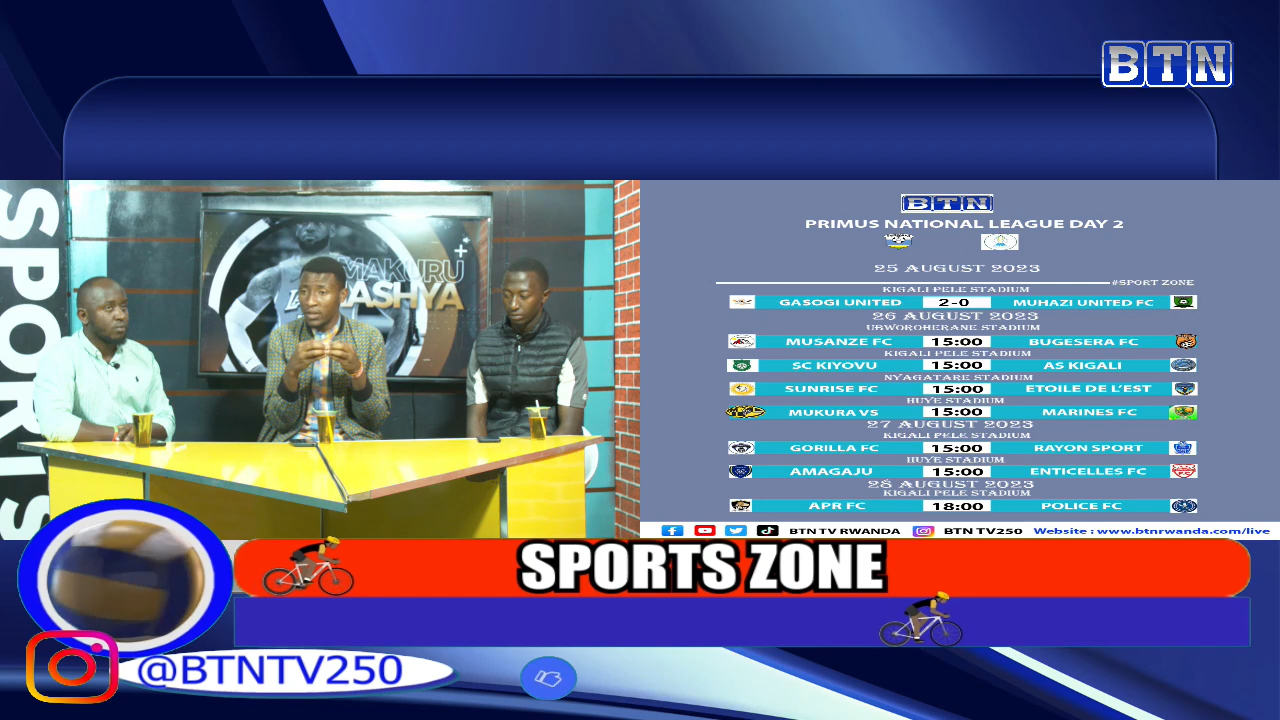 BTN
SPORTS
MAKURU
ASHYA
BTN
PRIMUS NATIONAL LEAGUE DAY 2
25 AUGUST 2023
#SPORT ZONE
KIGALI PELE STADIUM
GASOGI UNITED 2-0 MUHAZI UNITED FC
26 AUGUST 2023
UBWOROHERANE STADIUM
MUSANZE FC 15:00 BUGESERA FC
KIGALI PELE STADIUM
SC KIYOVU 15:00 AS KIGALI
NYAGATARE STADIUM
SUNRISE FC 15:00 ETOILE DE L'EST
HUYE STADIUM
MUKURA VS 15:00 MARINES FC
27 AUGUST 2023
KIGALI PELE STADIUM
GORILLA FC 15:00 RAYON SPORT
HUYE STADIUM
AMAGAJU 15:00 ENTICELLES FC
28 AUGUST 2023
KIGALI PELE STADIUM
APR FC 18:00 POLICE FC
BTN TV RWANDA BTN TV250 Website : www.btnrwanda.com/live
SPORTS ZONE
@BTNTV250